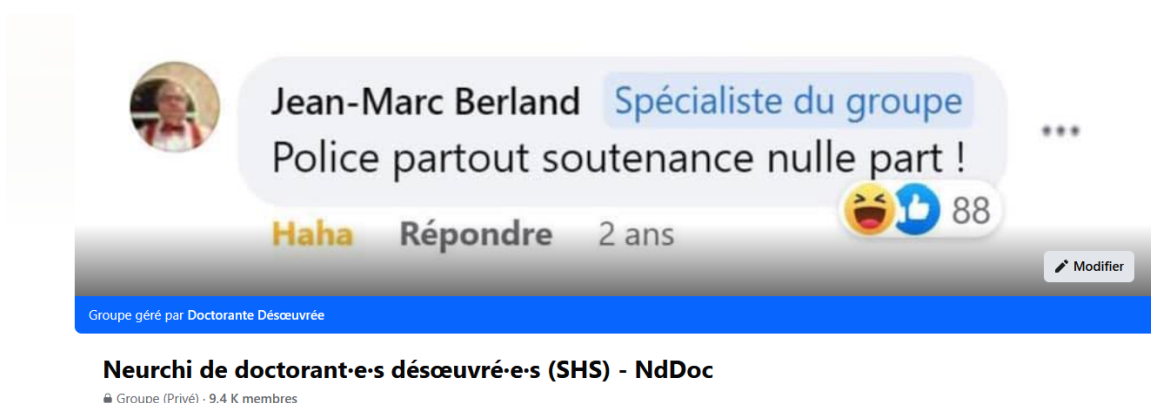 Jean-Marc Berland Spécialiste du groupe
Police partout soutenance nulle part !
88
Haha Répondre 2 ans
Modifier
Groupe géré par Doctorante Désœuvrée
Neurchi de doctorant·e·s désœuvré·e·s (SHS) - NdDoc
Groupe (Privé) · 9,4 K membres